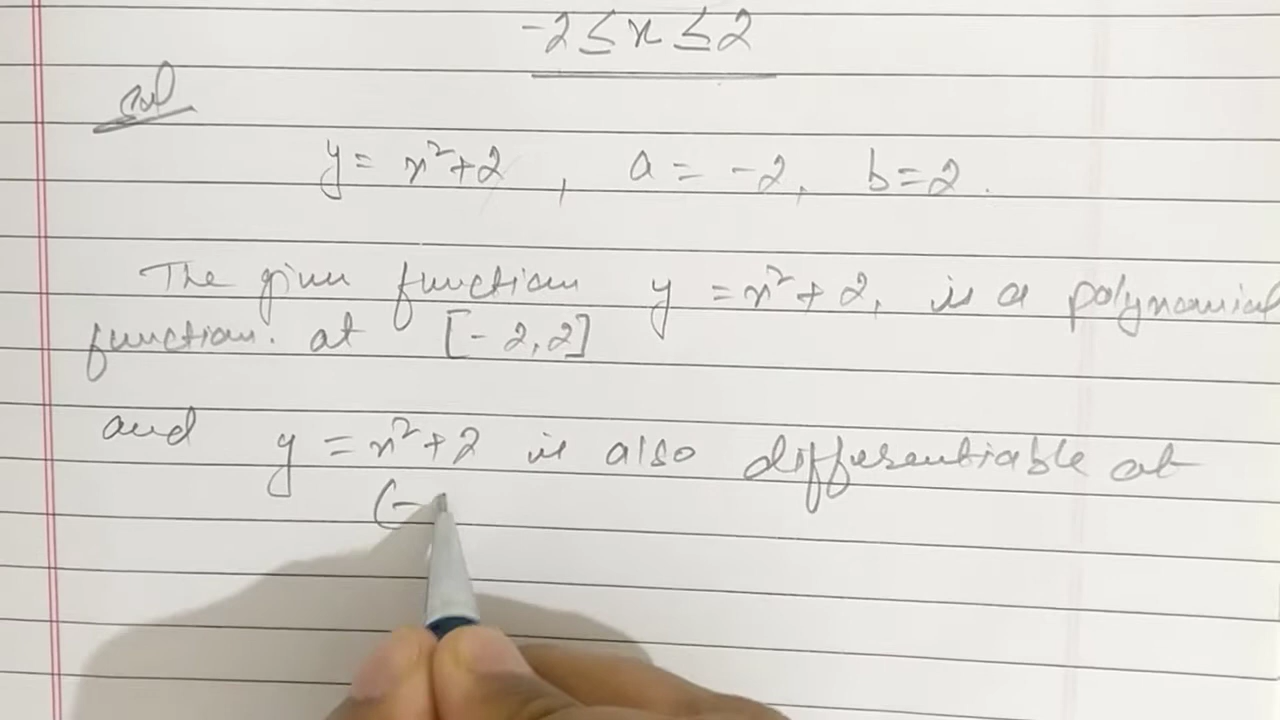 -2 ≤ x ≤ 2
sol
y = x²+2 , a = -2, b=2.
The given function y = x²+2, is a polynomial
function. at [-2,2]
and y = x²+2 is also differentiable at
(-